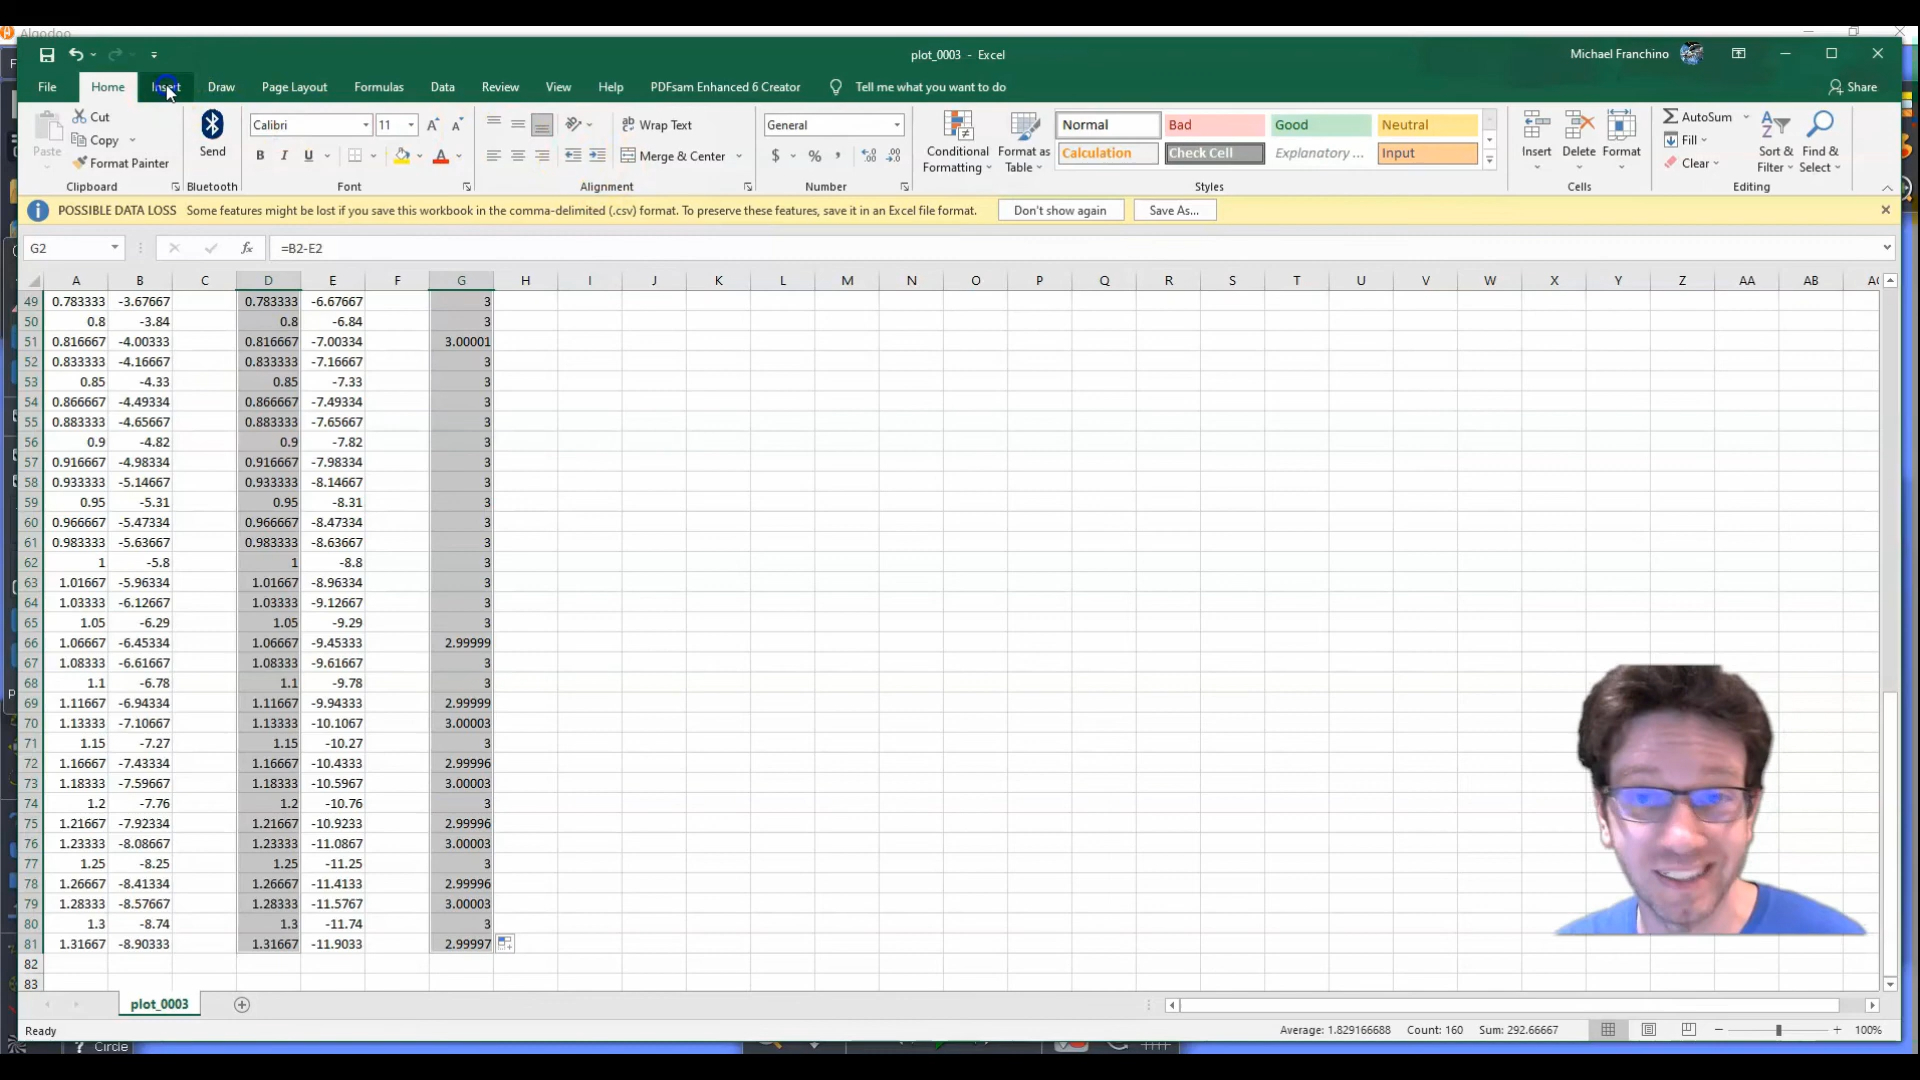 Algodoo
plot_0003 - Excel
Michael Franchino
File Home Insert Draw Page Layout Formulas Data Review View Help PDFsam Enhanced 6 Creator Tell me what you want to do Share
Paste Cut Copy Format Painter Clipboard
Send Bluetooth
Calibri 11 B I U A Font
Wrap Text Merge & Center Alignment
General $ % , Number
Conditional Formatting Format as Table
Normal Bad Good Neutral
Calculation Check Cell Explanatory ... Input
Styles
Insert Delete Format Cells
AutoSum Fill Clear Sort & Filter Find & Select Editing
POSSIBLE DATA LOSS Some features might be lost if you save this workbook in the comma-delimited (.csv) format. To preserve these features, save it in an Excel file format. Don't show again Save As...
G2 fx =B2-E2
A B C D E F G H I J K L M N O P Q R S T U V W X Y Z AA AB AC
49 0.783333 -3.67667 0.783333 -6.67667 3
50 0.8 -3.84 0.8 -6.84 3
51 0.816667 -4.00333 0.816667 -7.00334 3.00001
52 0.833333 -4.16667 0.833333 -7.16667 3
53 0.85 -4.33 0.85 -7.33 3
54 0.866667 -4.49334 0.866667 -7.49334 3
55 0.883333 -4.65667 0.883333 -7.65667 3
56 0.9 -4.82 0.9 -7.82 3
57 0.916667 -4.98334 0.916667 -7.98334 3
58 0.933333 -5.14667 0.933333 -8.14667 3
59 0.95 -5.31 0.95 -8.31 3
60 0.966667 -5.47334 0.966667 -8.47334 3
61 0.983333 -5.63667 0.983333 -8.63667 3
62 1 -5.8 1 -8.8 3
63 1.01667 -5.96334 1.01667 -8.96334 3
64 1.03333 -6.12667 1.03333 -9.12667 3
65 1.05 -6.29 1.05 -9.29 3
66 1.06667 -6.45334 1.06667 -9.45333 2.99999
67 1.08333 -6.61667 1.08333 -9.61667 3
68 1.1 -6.78 1.1 -9.78 3
69 1.11667 -6.94334 1.11667 -9.94333 2.99999
70 1.13333 -7.10667 1.13333 -10.1067 3.00003
71 1.15 -7.27 1.15 -10.27 3
72 1.16667 -7.43334 1.16667 -10.4333 2.99996
73 1.18333 -7.59667 1.18333 -10.5967 3.00003
74 1.2 -7.76 1.2 -10.76 3
75 1.21667 -7.92334 1.21667 -10.9233 2.99996
76 1.23333 -8.08667 1.23333 -11.0867 3.00003
77 1.25 -8.25 1.25 -11.25 3
78 1.26667 -8.41334 1.26667 -11.4133 2.99996
79 1.28333 -8.57667 1.28333 -11.5767 3.00003
80 1.3 -8.74 1.3 -11.74 3
81 1.31667 -8.90333 1.31667 -11.9033 2.99997
82
83
plot_0003
Ready Average: 1.829166688 Count: 160 Sum: 292.66667 100%
? Circle